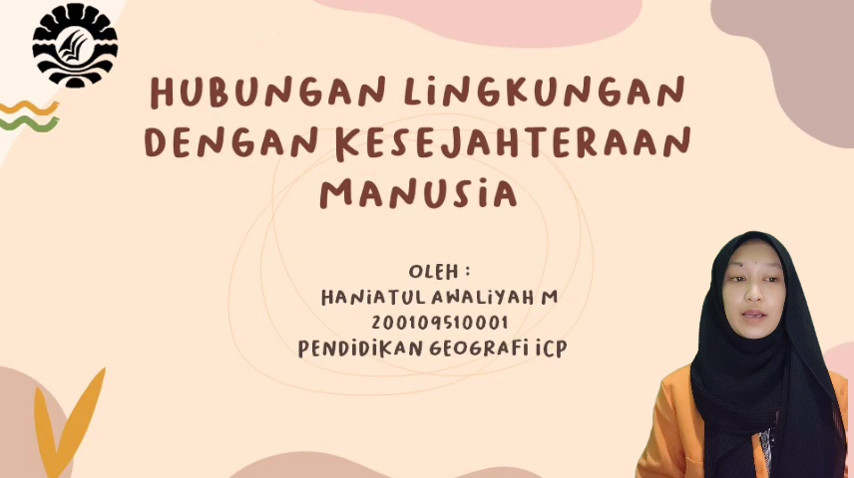 HUBUNGAN LiNGKUNGAN
DENGAN KESEJAHTERAAN
MANUSiA
OLEH :
HANiATUL AWALiYAH M
200109510001
PENDiDiKAN GEOGRAFi iCP